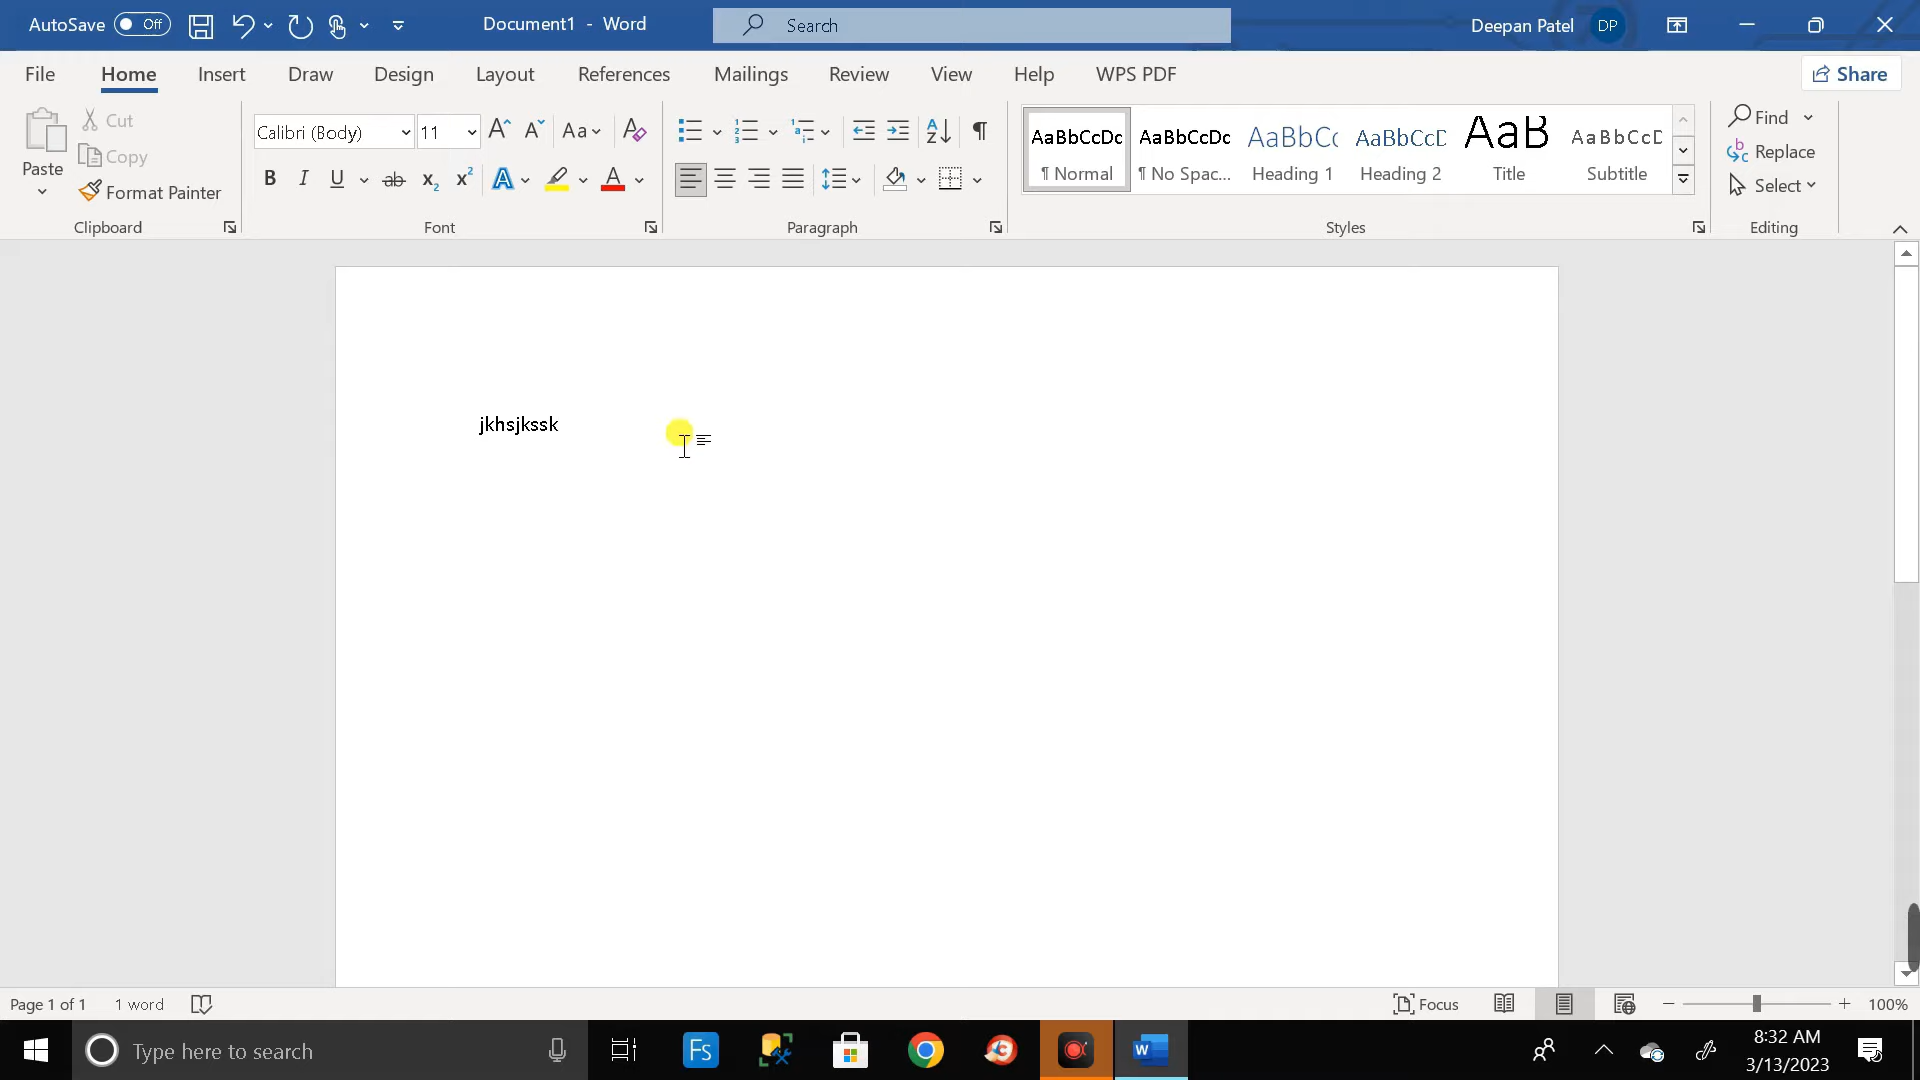 AutoSave Off Document1 - Word Search Deepan Patel DP
File Home Insert Draw Design Layout References Mailings Review View Help WPS PDF Share
Paste Cut Copy Format Painter
Clipboard
Calibri (Body) 11 Aa
B I U ab x₂ x² A A
Font
Paragraph
AaBbCcDc AaBbCcDc AaBbCc AaBbCcD AaB AaBbCcD
¶ Normal ¶ No Spac... Heading 1 Heading 2 Title Subtitle
Styles
Find
Replace
Select
Editing
jkhsjkssk
Page 1 of 1 1 word Focus 100%
Type here to search Fs W 8:32 AM
3/13/2023